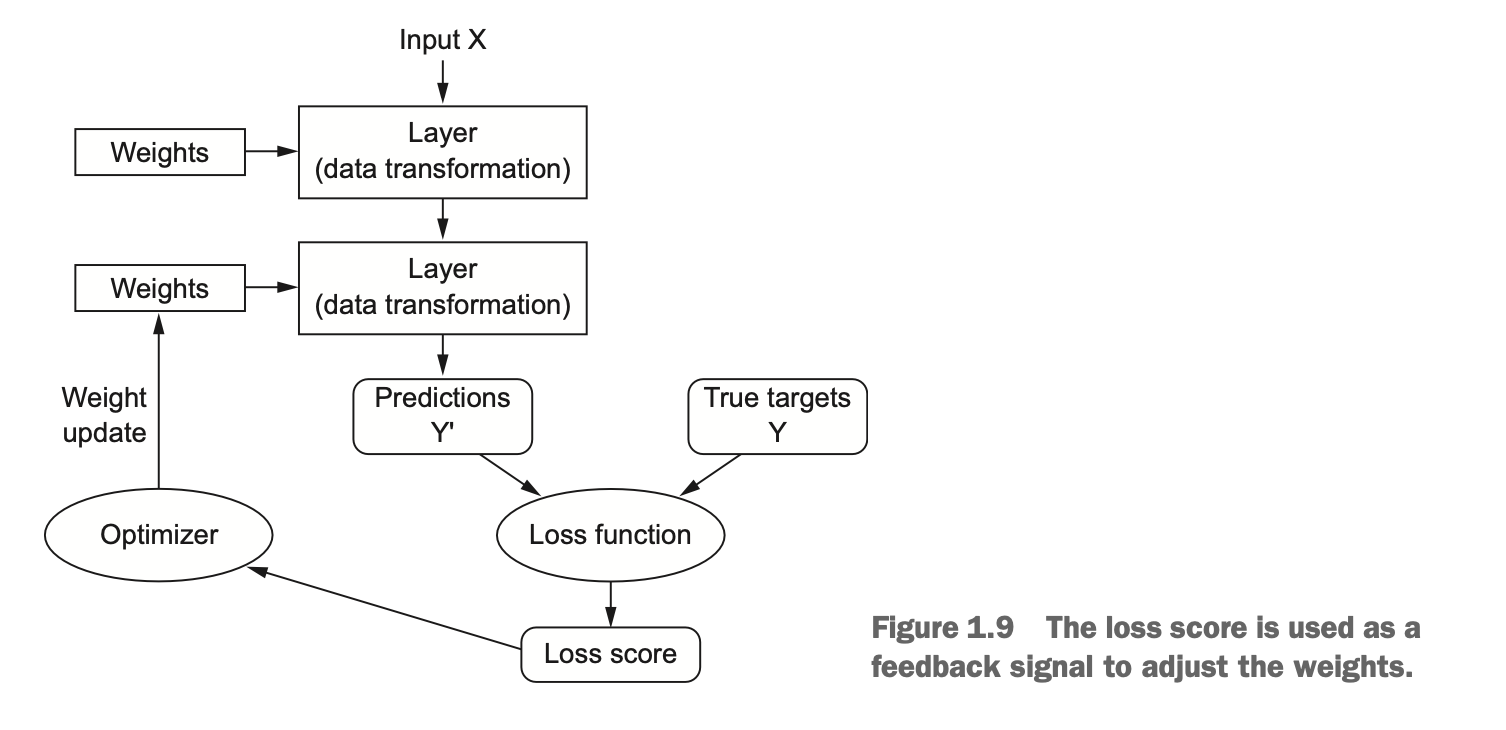 Input X
Weights
Layer
(data transformation)
Weights
Layer
(data transformation)
Weight
update
Predictions
Y'
True targets
Y
Optimizer
Loss function
Loss score
Figure 1.9 The loss score is used as a
feedback signal to adjust the weights.